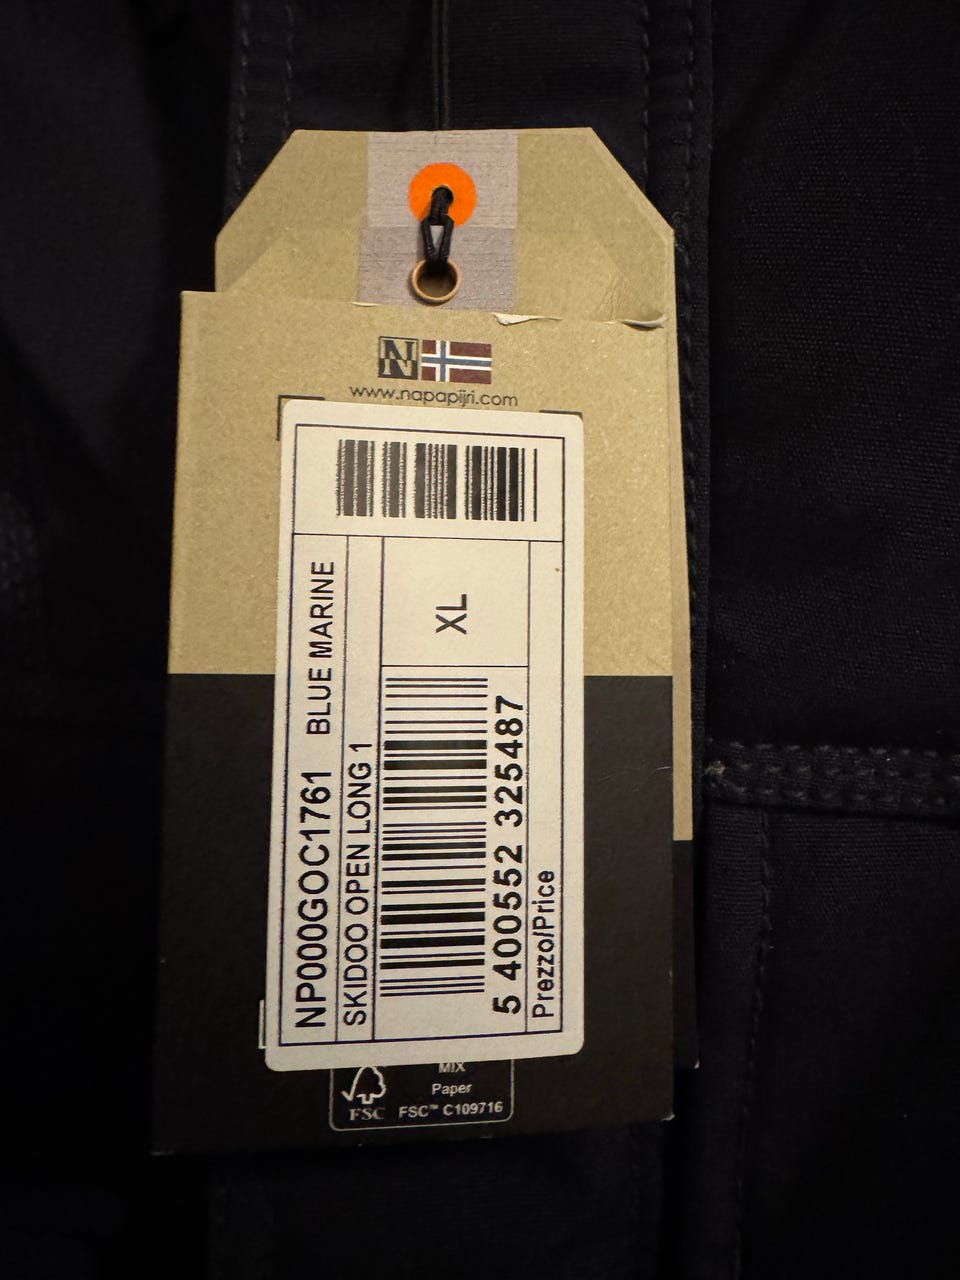 N
N
www.napapijri.com
NP000GOC1761 BLUE MARINE
SKIDOO OPEN LONG 1
XL
5 400552 325487
Prezzo/Price
MIX
Paper
FSC
FSC™ C109716